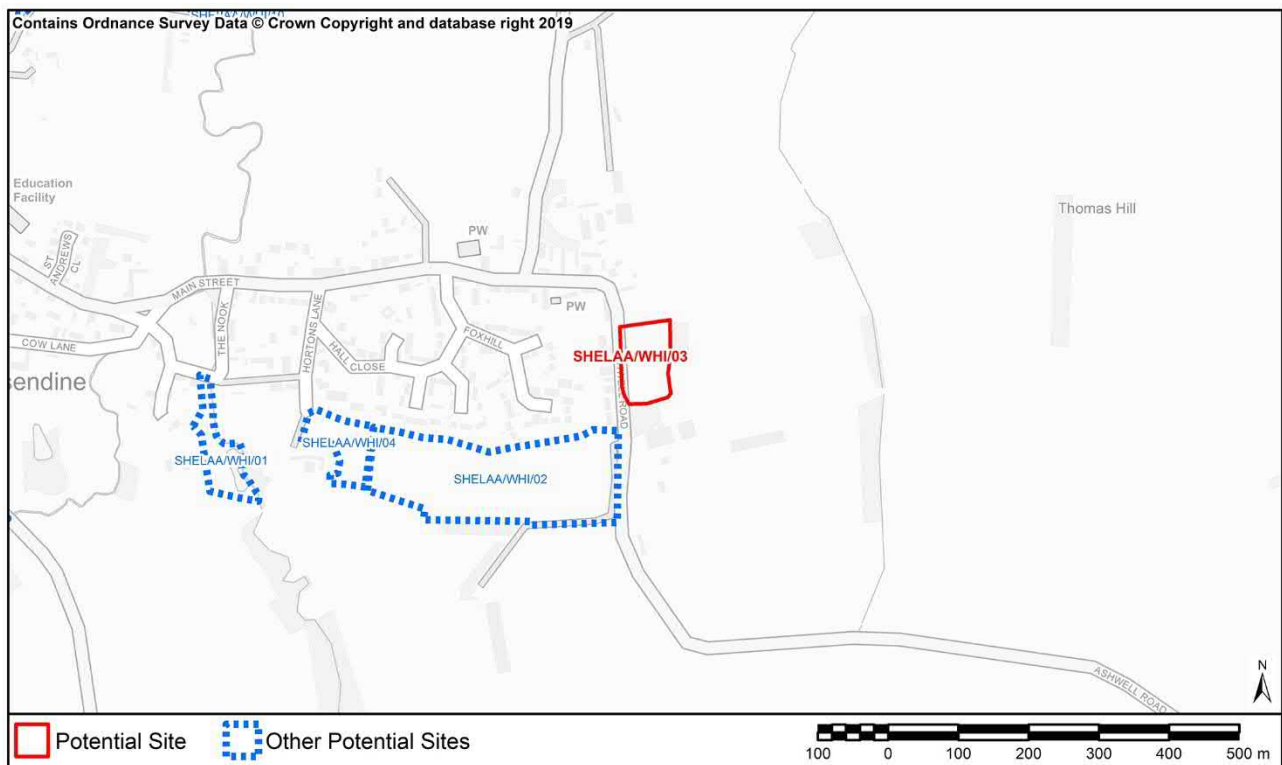 SHELAA/WHI/10
Contains Ordnance Survey Data © Crown Copyright and database right 2019
Education
Facility
Thomas Hill
ST
ANDREWS
CL
PW
MAIN STREET
PW
THE NOOK
HORTONS LANE
FOXHILL
COW LANE
HALL CLOSE
SHELAA/WHI/03
sendine
ROAD
SHELAA/WHI/04
SHELAA/WHI/01
SHELAA/WHI/02
ASHWELL ROAD
N
Potential Site
Other Potential Sites
100 0 100 200 300 400 500 m